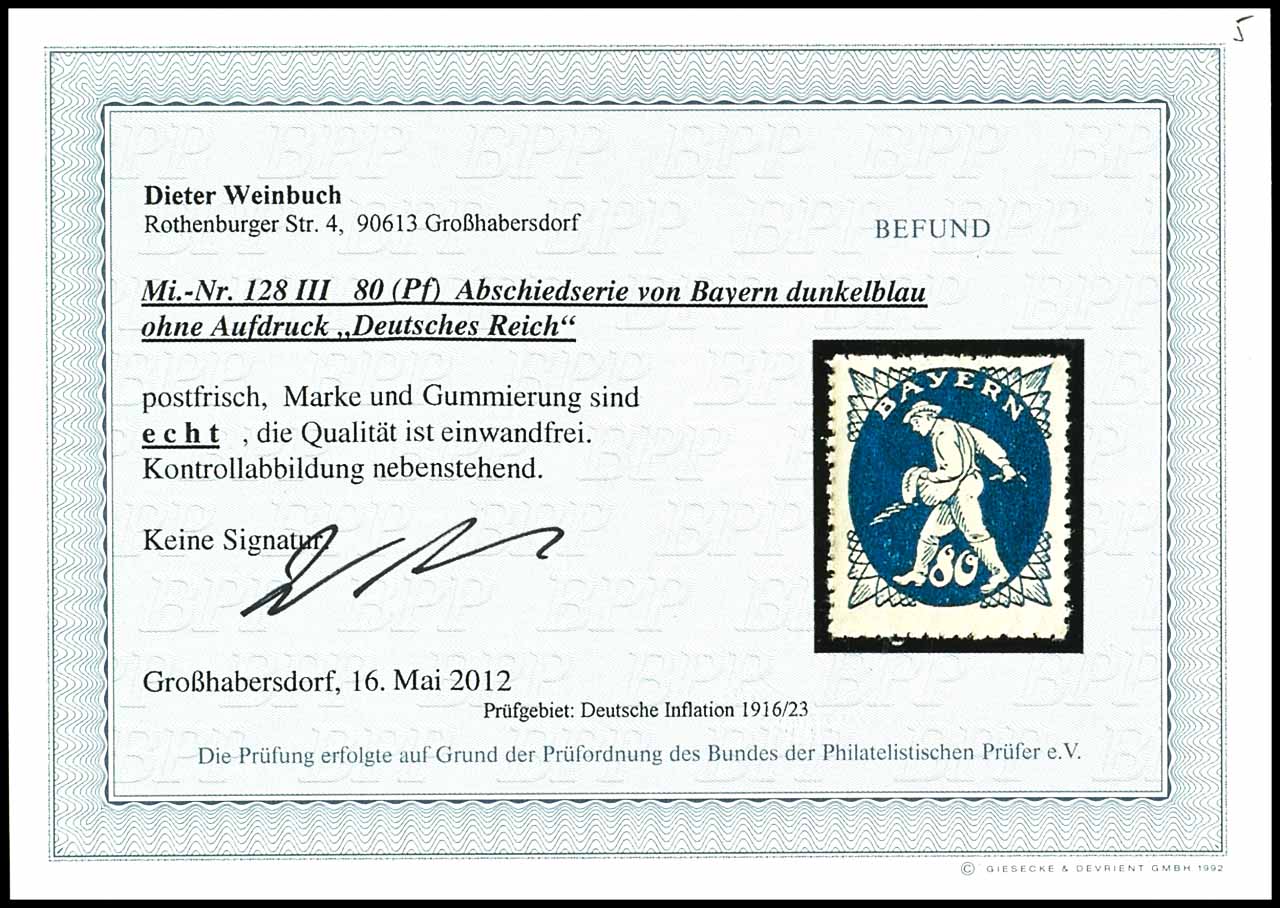 5
Dieter Weinbuch
Rothenburger Str. 4, 90613 Großhabersdorf
BEFUND
Mi.-Nr. 128 III 80 (Pf) Abschiedserie von Bayern dunkelblau
ohne Aufdruck „Deutsches Reich“
postfrisch, Marke und Gummierung sind
echt , die Qualität ist einwandfrei.
Kontrollabbildung nebenstehend.
BAYERN
80
Keine Signatur.
Großhabersdorf, 16. Mai 2012
Prüfgebiet: Deutsche Inflation 1916/23
Die Prüfung erfolgte auf Grund der Prüfordnung des Bundes der Philatelistischen Prüfer e.V.
© GIESECKE & DEVRIENT GMBH 1992
BPP